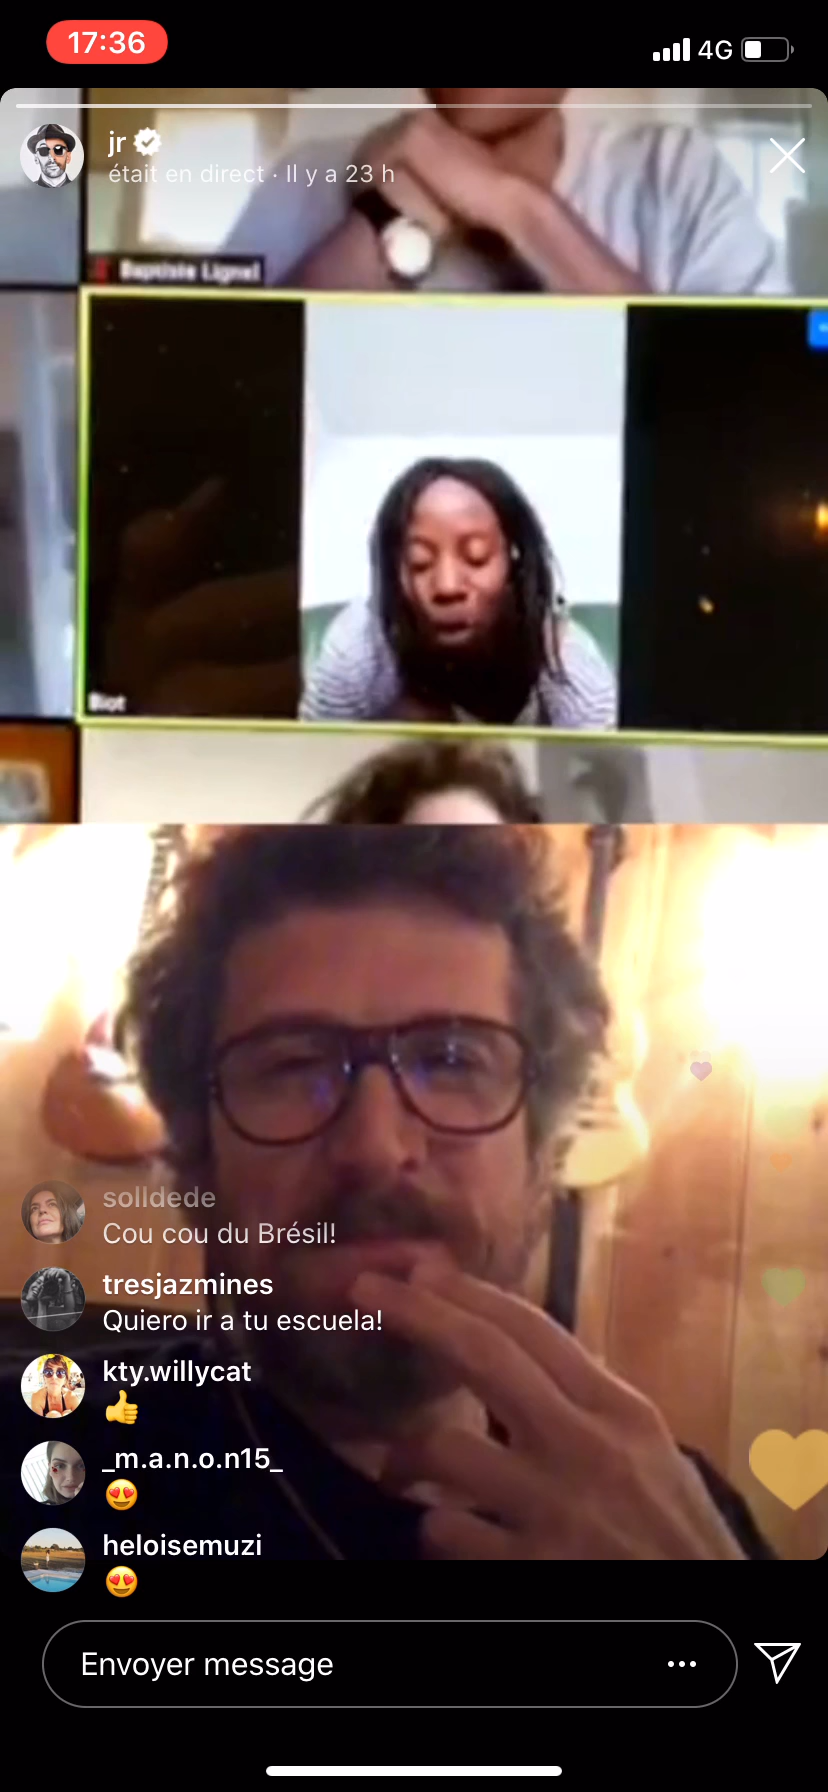 17:36
4G
jr
était en direct · Il y a 23 h
Baptiste Lignel
Biot
solldede
Cou cou du Brésil!
tresjazmines
Quiero ir a tu escuela!
kty.willycat
👍
_m.a.n.o.n15_
😍
heloisemuzi
😍
Envoyer message